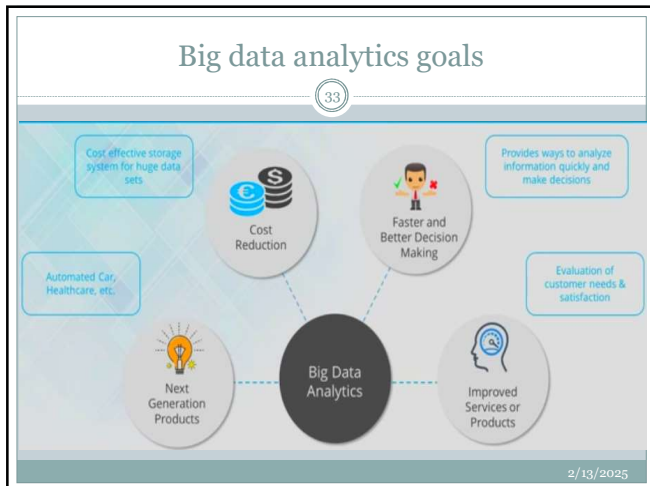 Big data analytics goals
33
Cost effective storage
system for huge data
sets
€
$
Cost
Reduction
Faster and
Better Decision
Making
Provides ways to analyze
information quickly and
make decisions
Automated Car,
Healthcare, etc.
Evaluation of
customer needs &
satisfaction
Next
Generation
Products
Big Data
Analytics
Improved
Services or
Products
2/13/2025